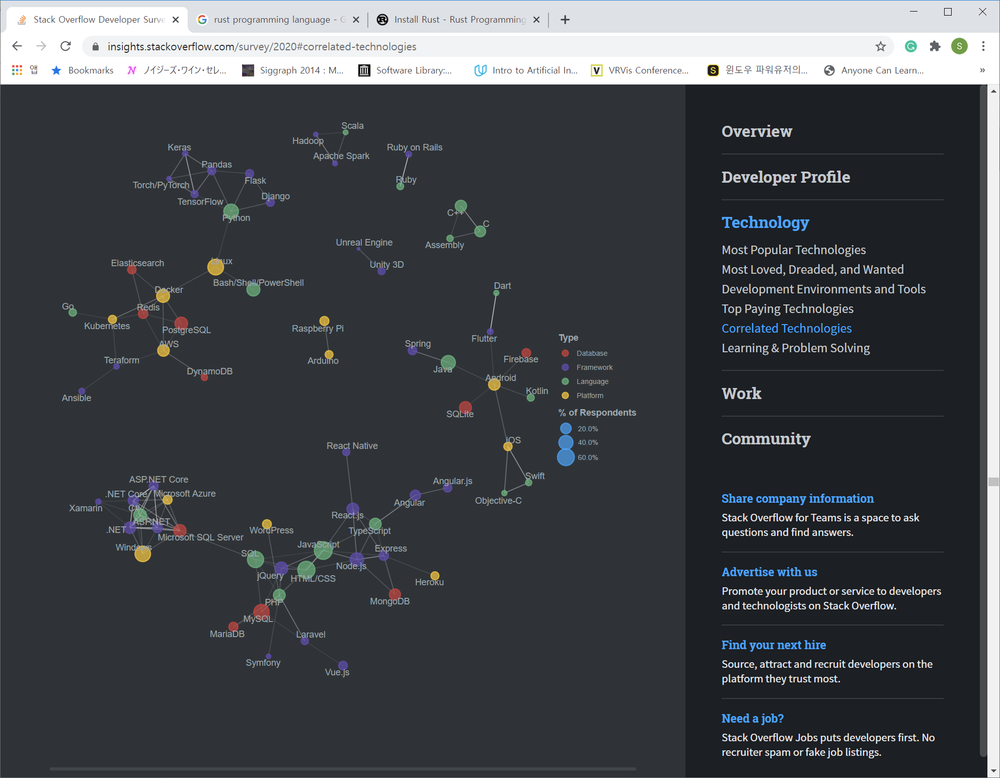 Stack Overflow Developer Surve
rust programming language - G
Install Rust - Rust Programming
insights.stackoverflow.com/survey/2020#correlated-technologies
S
앱
Bookmarks
ノイジーズ・ワイン・セレ...
Siggraph 2014 : M...
Software Library:...
Intro to Artificial In...
VRVis Conference...
윈도우 파워유저의...
Anyone Can Learn...
»
Scala
Hadoop
Apache Spark
Ruby on Rails
Ruby
Keras
Pandas
Flask
Torch/PyTorch
TensorFlow
Django
Python
C++
C
Assembly
Unreal Engine
Unity 3D
Elasticsearch
Linux
Bash/Shell/PowerShell
Docker
Go
Redis
Kubernetes
PostgreSQL
AWS
Teraform
DynamoDB
Ansible
Raspberry Pi
Arduino
Dart
Flutter
Spring
Java
Firebase
Android
Kotlin
SQLite
iOS
Swift
Objective-C
Type
Database
Framework
Language
Platform
% of Respondents
20.0%
40.0%
60.0%
React Native
Angular.js
Angular
React.js
TypeScript
ASP.NET Core
.NET Core
Microsoft Azure
Xamarin
C#
ASP.NET
.NET
Microsoft SQL Server
Windows
WordPress
JavaScript
Express
SQL
jQuery
HTML/CSS
Node.js
Heroku
MongoDB
PHP
MySQL
MariaDB
Laravel
Symfony
Vue.js
Overview
Developer Profile
Technology
Most Popular Technologies
Most Loved, Dreaded, and Wanted
Development Environments and Tools
Top Paying Technologies
Correlated Technologies
Learning & Problem Solving
Work
Community
Share company information
Stack Overflow for Teams is a space to ask
questions and find answers.
Advertise with us
Promote your product or service to developers
and technologists on Stack Overflow.
Find your next hire
Source, attract and recruit developers on the
platform they trust most.
Need a job?
Stack Overflow Jobs puts developers first. No
recruiter spam or fake job listings.